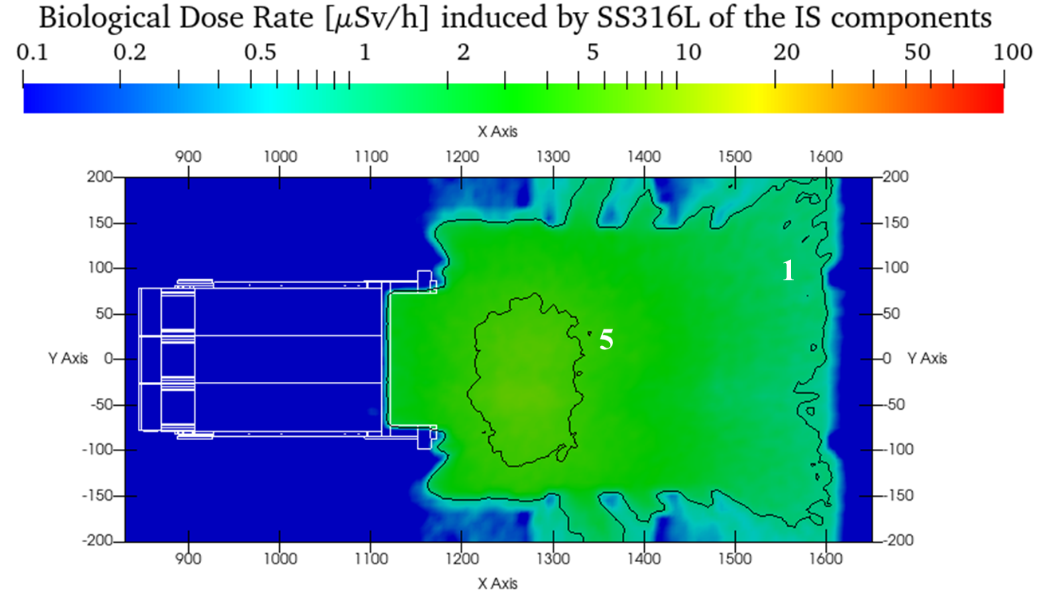 Biological Dose Rate [μSv/h] induced by SS316L of the IS components
0.1 0.2 0.5 1 2 5 10 20 50 100
X Axis
900 1000 1100 1200 1300 1400 1500 1600
200 200
150 150
100 1 100
50 50
5
Y Axis 0 0 Y Axis
-50 -50
-100 -100
-150 -150
-200 -200
900 1000 1100 1200 1300 1400 1500 1600
X Axis